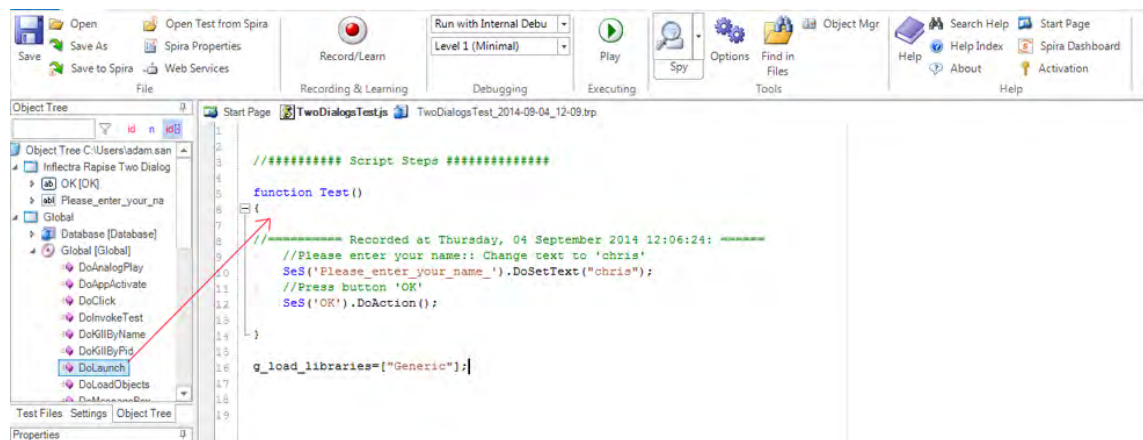 Save
Open
Save As
Save to Spira
Open Test from Spira
Spira Properties
Web Services
File
Record/Learn
Recording & Learning
Run with Internal Debu
Level 1 (Minimal)
Debugging
Play
Executing
Spy
Options
Find in
Files
Object Mgr
Tools
Help
Search Help
Help Index
About
Start Page
Spira Dashboard
Activation
Help
Object Tree
id n id
Object Tree C:\Users\adam.san
Inflectra Rapise Two Dialog
ab OK [OK]
abl Please_enter_your_na
Global
Database [Database]
Global [Global]
DoAnalogPlay
DoAppActivate
DoClick
DoInvokeTest
DoKillByName
DoKillByPid
DoLaunch
DoLoadObjects
DoMessageBox
Test Files Settings Object Tree
Properties
Start Page TwoDialogsTest.js TwoDialogsTest_2014-09-04_12-09.trp
1
2
3 //########## Script Steps ##############
4
5 function Test()
6 {
7
8 //========== Recorded at Thursday, 04 September 2014 12:06:24: ======
9 //Please enter your name:: Change text to 'chris'
10 SeS('Please_enter_your_name_').DoSetText("chris");
11 //Press button 'OK'
12 SeS('OK').DoAction();
13
14 }
15
16 g_load_libraries=["Generic"];
17
18
19